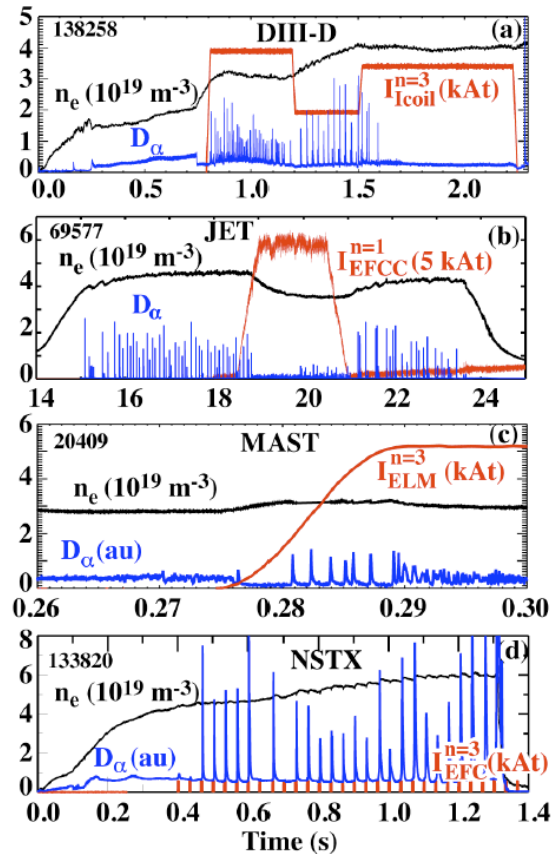 138258 DIII-D (a)
5
4
3
2
1
0
n_e (10^19 m^-3)
D_α
I_Icoil^n=3 (kAt)
0.0 0.5 1.0 1.5 2.0
69577 JET (b)
6
4
2
0
n_e (10^19 m^-3)
D_α
I_EFCC^n=1 (5 kAt)
14 16 18 20 22 24
20409 MAST (c)
6
4
2
0
n_e (10^19 m^-3)
D_α (au)
I_ELM^n=3 (kAt)
0.26 0.27 0.28 0.29 0.30
133820 NSTX (d)
8
6
4
2
0
n_e (10^19 m^-3)
D_α (au)
I_EFC^n=3 (kAt)
0.0 0.2 0.4 0.6 0.8 1.0 1.2 1.4
Time (s)